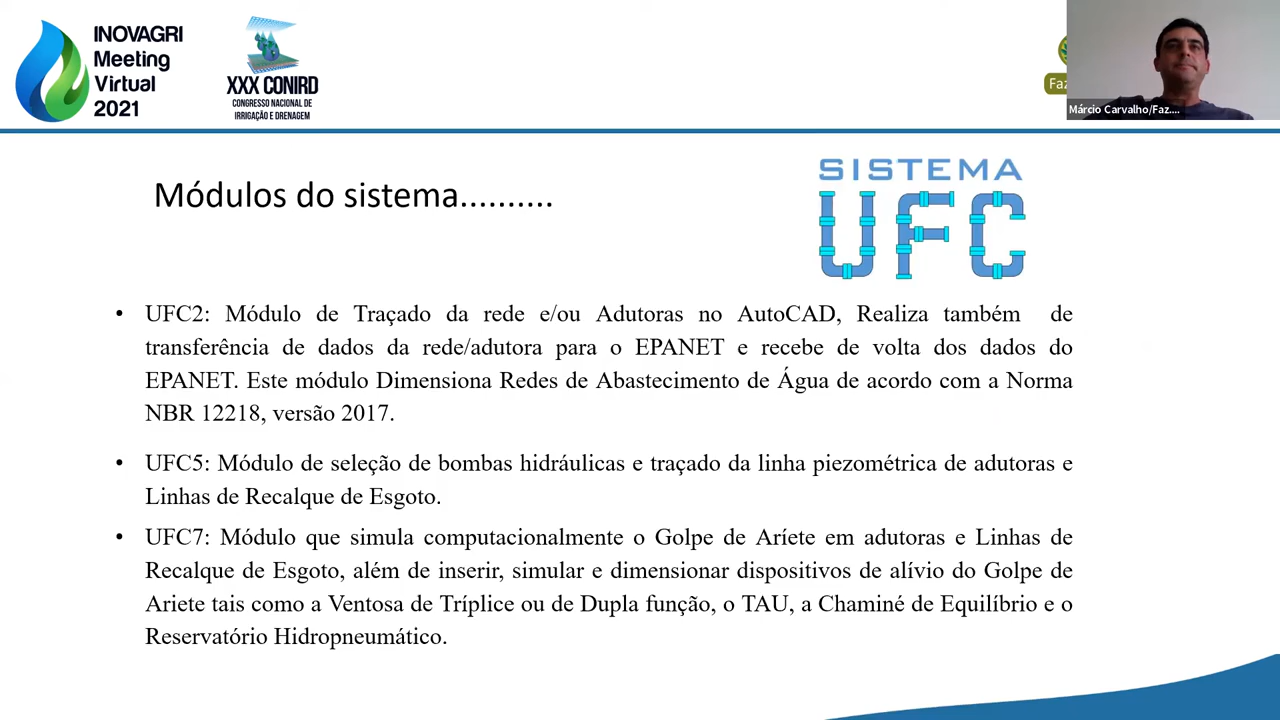 INOVAGRI
Meeting
Virtual
2021
XXX CONIRD
CONGRESSO NACIONAL DE
IRRIGAÇÃO E DRENAGEM
Faz
Márcio Carvalho/Faz....
SISTEMA
UFC
Módulos do sistema..........
• UFC2: Módulo de Traçado da rede e/ou Adutoras no AutoCAD, Realiza também de
transferência de dados da rede/adutora para o EPANET e recebe de volta dos dados do
EPANET. Este módulo Dimensiona Redes de Abastecimento de Água de acordo com a Norma
NBR 12218, versão 2017.
• UFC5: Módulo de seleção de bombas hidráulicas e traçado da linha piezométrica de adutoras e
Linhas de Recalque de Esgoto.
• UFC7: Módulo que simula computacionalmente o Golpe de Aríete em adutoras e Linhas de
Recalque de Esgoto, além de inserir, simular e dimensionar dispositivos de alívio do Golpe de
Ariete tais como a Ventosa de Tríplice ou de Dupla função, o TAU, a Chaminé de Equilíbrio e o
Reservatório Hidropneumático.